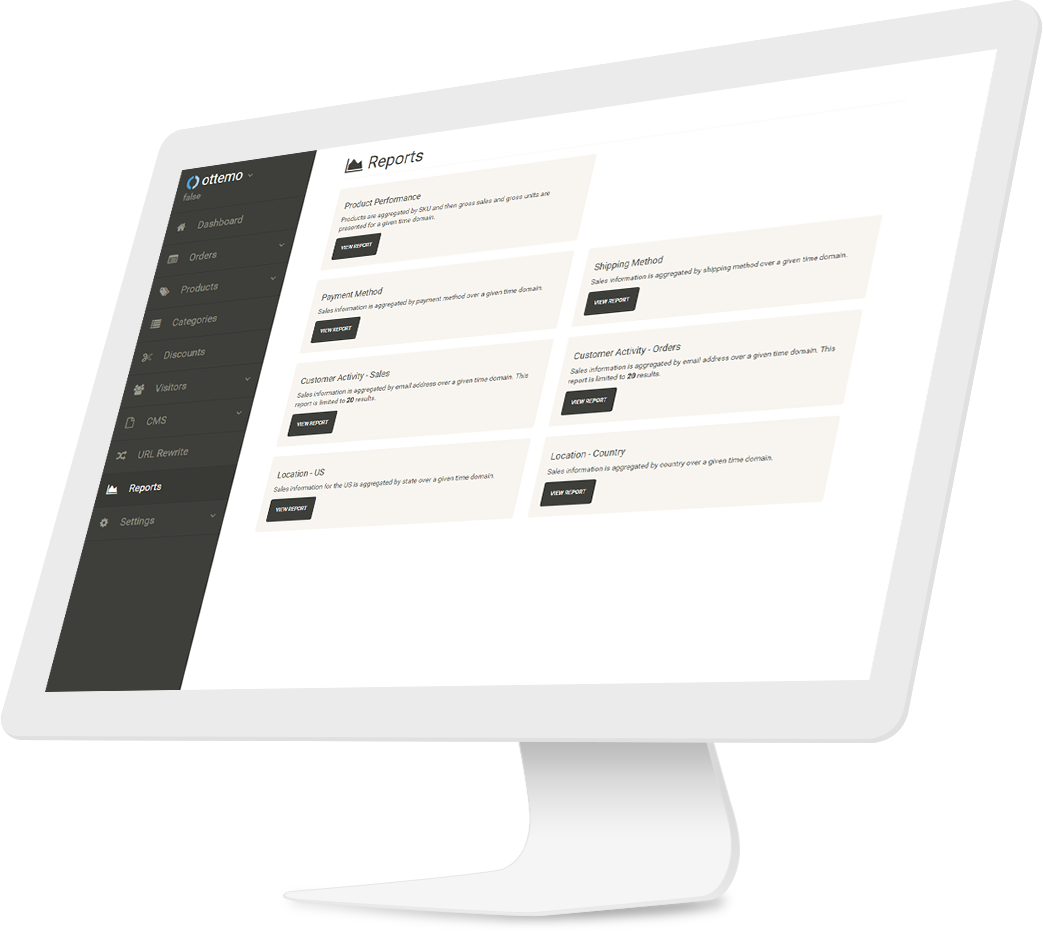 ottemo
false
Dashboard
Orders
Products
Categories
Discounts
Visitors
CMS
URL Rewrite
Reports
Settings
Reports
Product Performance
Products are aggregated by SKU and then gross sales and gross units are
presented for a given time domain.
VIEW REPORT
Payment Method
Sales information is aggregated by payment method over a given time domain.
VIEW REPORT
Shipping Method
Sales information is aggregated by shipping method over a given time domain.
VIEW REPORT
Customer Activity - Sales
Sales information is aggregated by email address over a given time domain. This
report is limited to 20 results.
VIEW REPORT
Customer Activity - Orders
Sales information is aggregated by email address over a given time domain. This
report is limited to 20 results.
VIEW REPORT
Location - US
Sales information for the US is aggregated by state over a given time domain.
VIEW REPORT
Location - Country
Sales information is aggregated by country over a given time domain.
VIEW REPORT